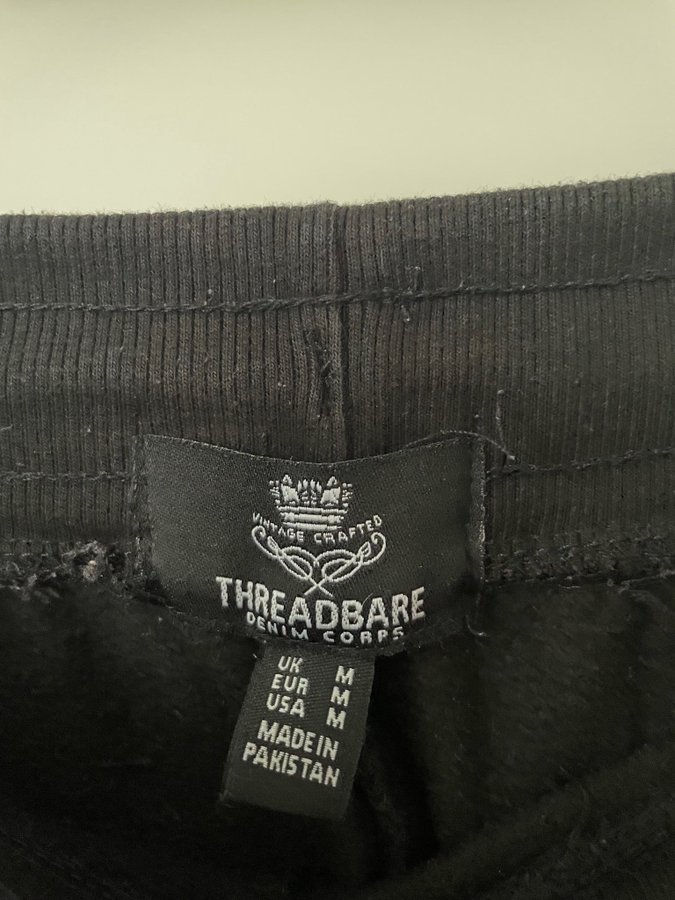 VINTAGE CRAFTED
THREADBARE
DENIM CORPS
UK M
EUR M
USA M
MADE IN
PAKISTAN